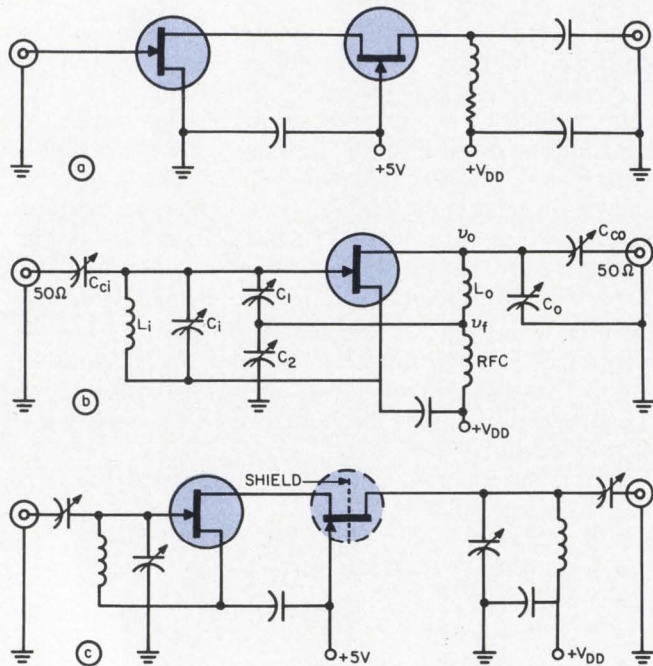 a
+5V
+VDD
50Ω
Cci
Li
Ci
C1
C2
υo
Lo
υf
RFC
Co
Cco
50Ω
+VDD
b
SHIELD
c
+5V
+VDD